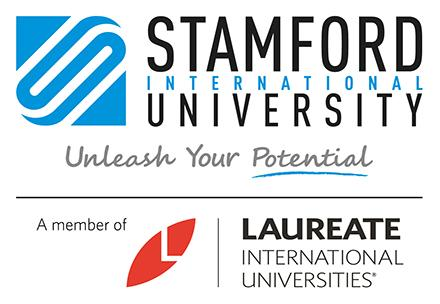 STAMFORD
INTERNATIONAL
UNIVERSITY
Unleash Your Potential
A member of
L
LAUREATE
INTERNATIONAL
UNIVERSITIES®